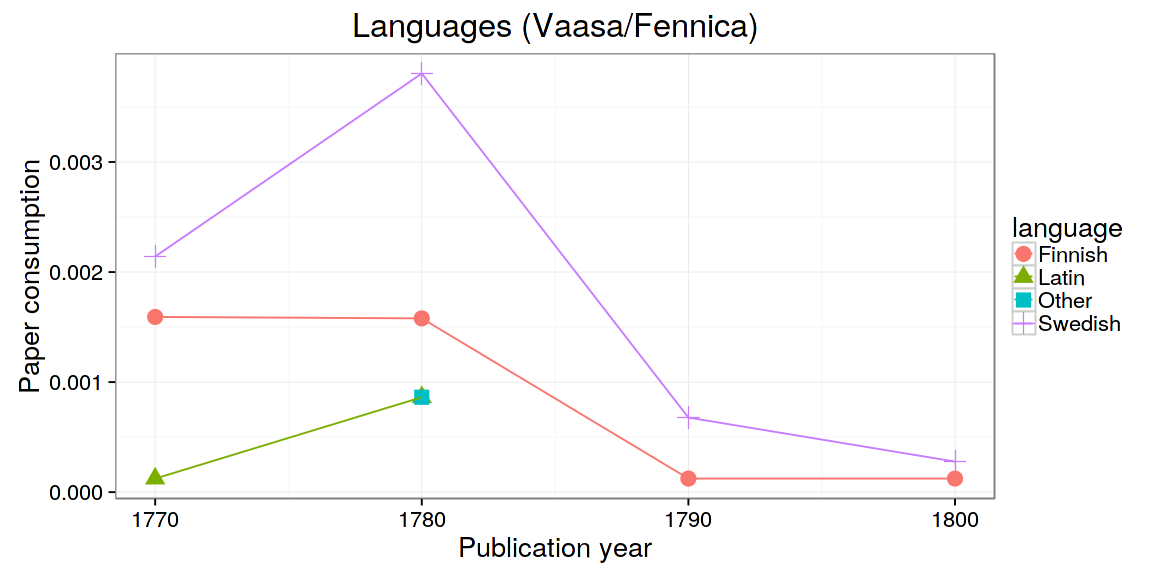 Languages (Vaasa/Fennica)
Paper consumption
0.003
0.002
0.001
0.000
1770 1780 1790 1800
Publication year
language
Finnish
Latin
Other
Swedish